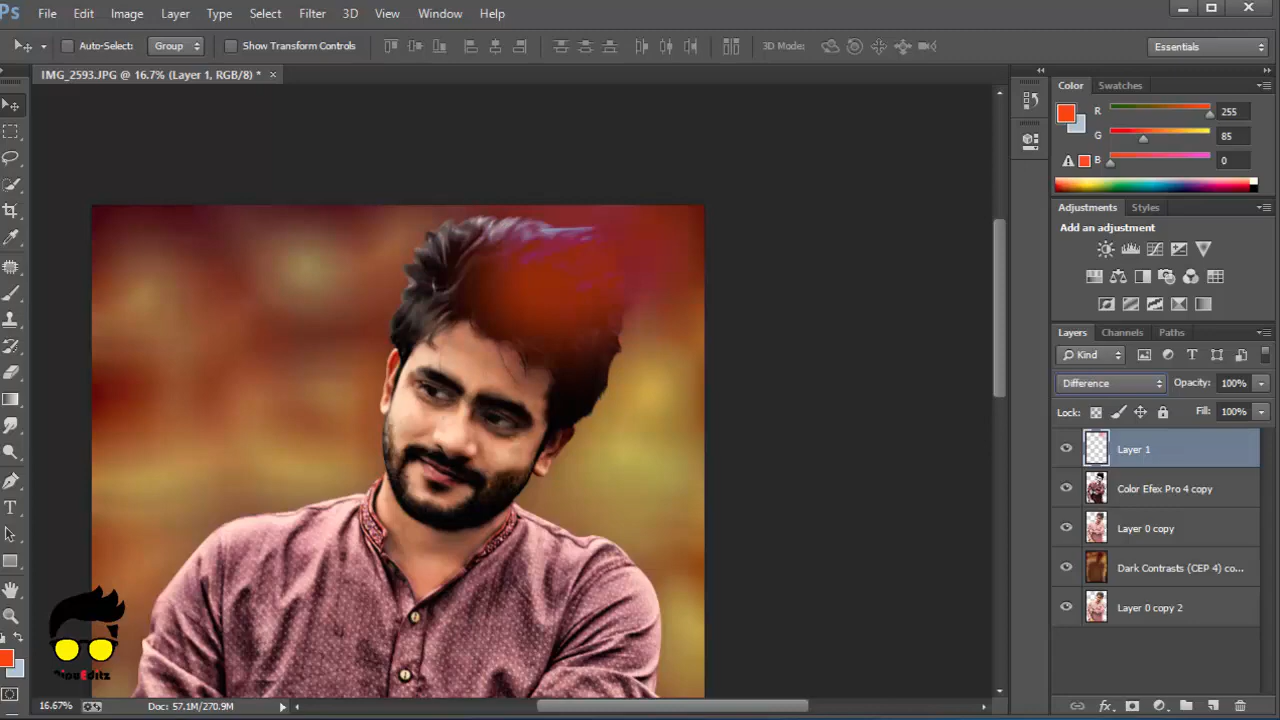 Ps File Edit Image Layer Type Select Filter 3D View Window Help
Auto-Select: Group Show Transform Controls 3D Mode: Essentials
IMG_2593.JPG @ 16.7% (Layer 1, RGB/8) * ×
Color Swatches
R 255
G 85
B 0
Adjustments Styles
Add an adjustment
Layers Channels Paths
Kind
Difference Opacity: 100%
Lock: Fill: 100%
Layer 1
Color Efex Pro 4 copy
Layer 0 copy
Dark Contrasts (CEP 4) co...
Layer 0 copy 2
16.67% Doc: 57.1M/270.9M